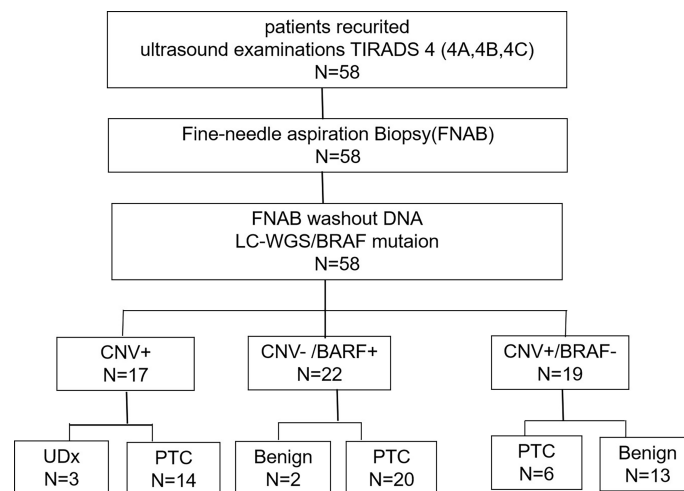 patients recurited
ultrasound examinations TIRADS 4 (4A,4B,4C)
N=58
Fine-needle aspiration Biopsy(FNAB)
N=58
FNAB washout DNA
LC-WGS/BRAF mutaion
N=58
CNV+
N=17
CNV- /BARF+
N=22
CNV+/BRAF-
N=19
UDx
N=3
PTC
N=14
Benign
N=2
PTC
N=20
PTC
N=6
Benign
N=13